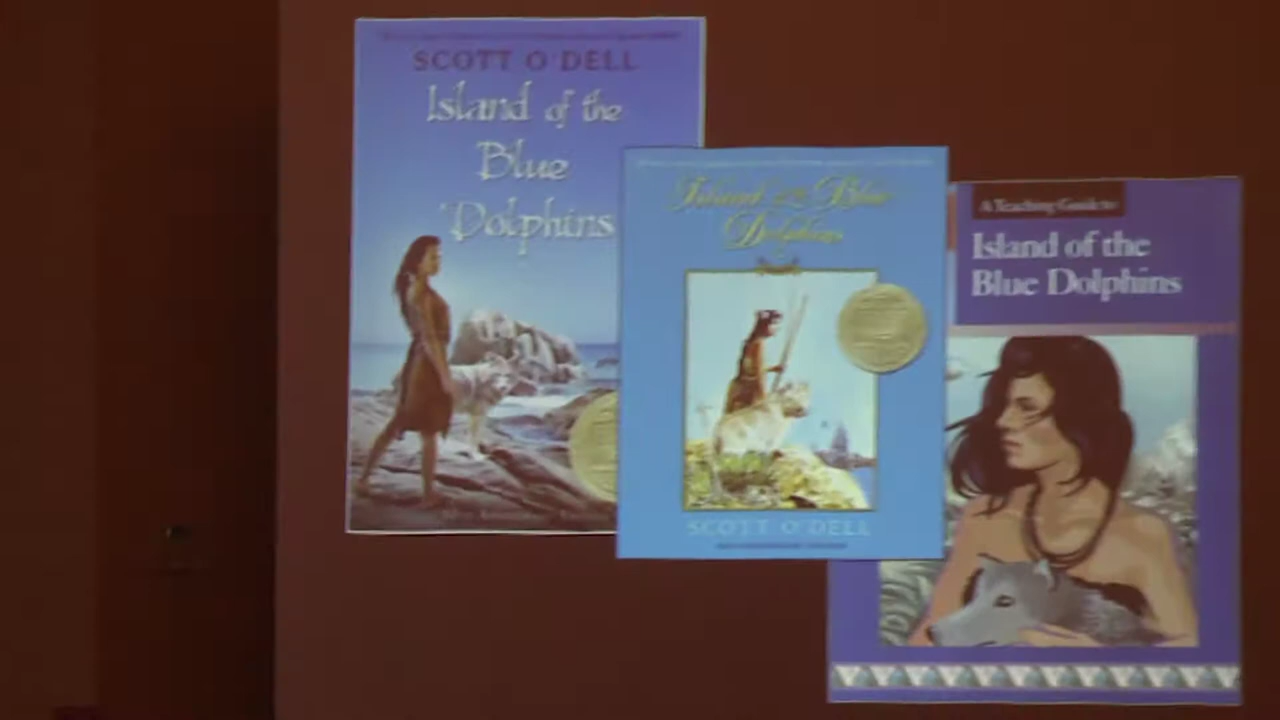 SCOTT O'DELL
Island of the
Blue
Dolphins
Island of the Blue
Dolphins
SCOTT O'DELL
A Teaching Guide to
Island of the
Blue Dolphins